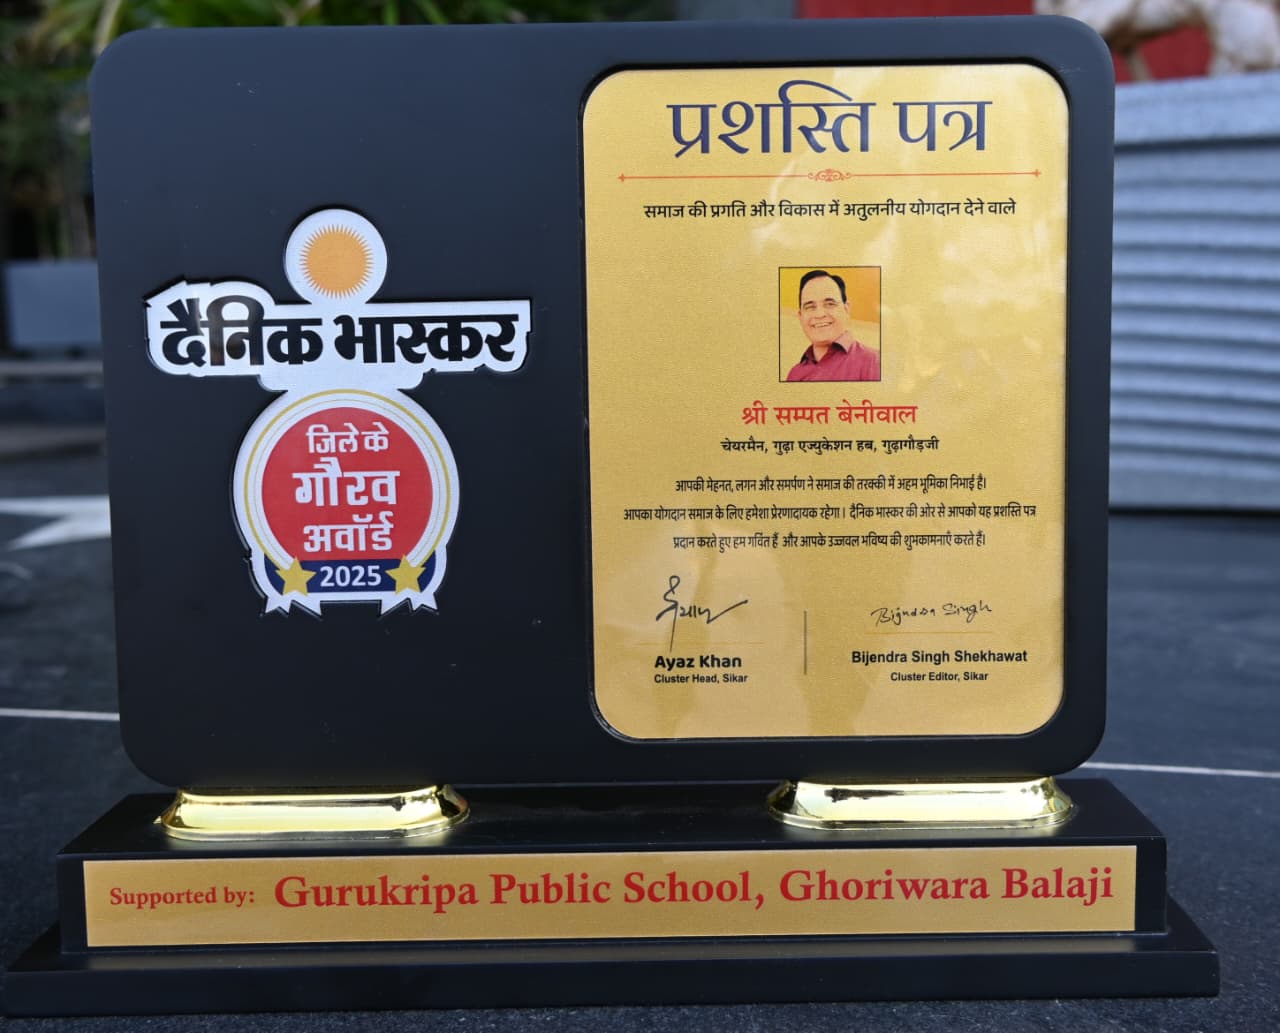 दैनिक भास्कर
जिले के
गौरव
अवॉर्ड
2025
प्रशस्ति पत्र
समाज की प्रगति और विकास में अतुलनीय योगदान देने वाले
श्री सम्पत बेनीवाल
चेयरमैन, गुढ़ा एज्युकेशन हब, गुढ़ागौड़जी
आपकी मेहनत, लगन और समर्पण ने समाज की तरक्की में अहम भूमिका निभाई है।
आपका योगदान समाज के लिए हमेशा प्रेरणादायक रहेगा। दैनिक भास्कर की ओर से आपको यह प्रशस्ति पत्र
प्रदान करते हुए हम गर्वित हैं और आपके उज्जवल भविष्य की शुभकामनाएँ करते हैं।
Bijendra Singh
Ayaz Khan
Cluster Head, Sikar
Bijendra Singh Shekhawat
Cluster Editor, Sikar
Supported by: Gurukripa Public School, Ghoriwara Balaji